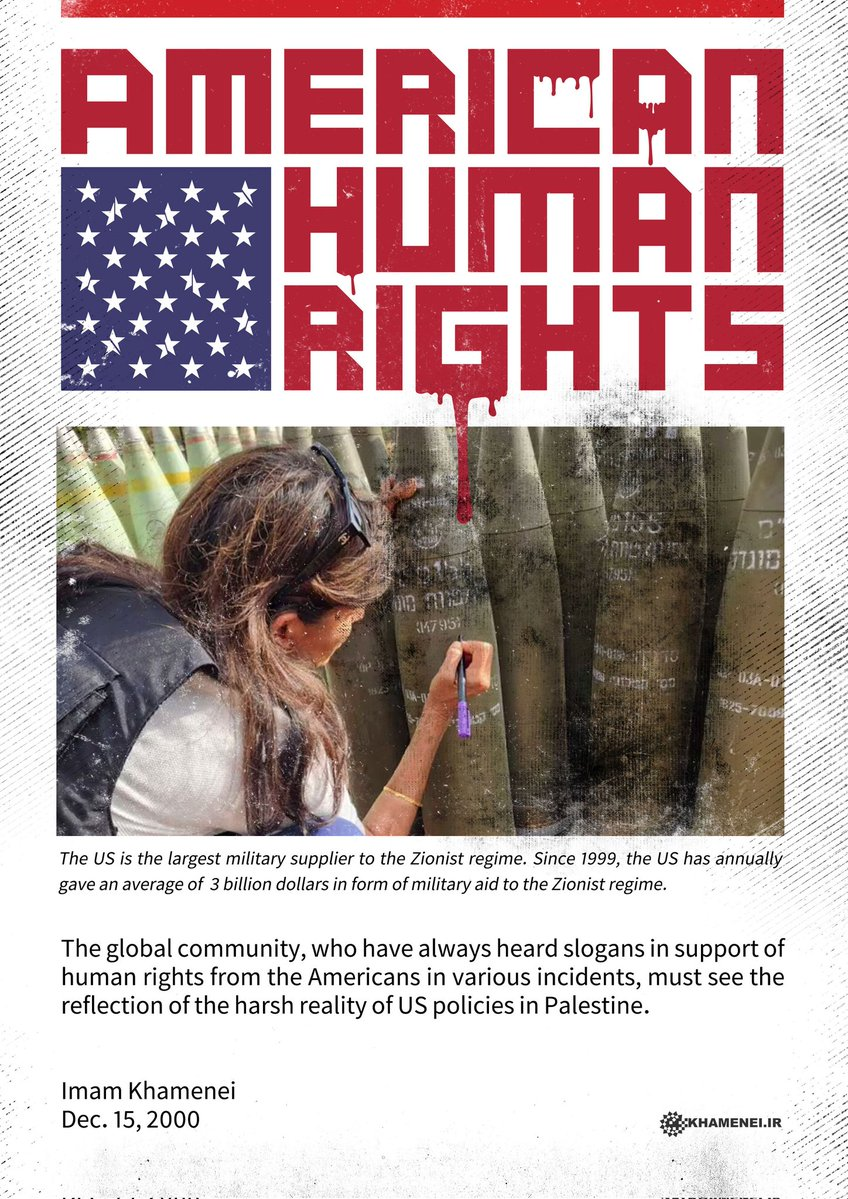 AMERICAN
HUMAN
RIGHTS
The US is the largest military supplier to the Zionist regime. Since 1999, the US has annually
gave an average of 3 billion dollars in form of military aid to the Zionist regime.
The global community, who have always heard slogans in support of
human rights from the Americans in various incidents, must see the
reflection of the harsh reality of US policies in Palestine.
Imam Khamenei
Dec. 15, 2000
KHAMENEI.IR